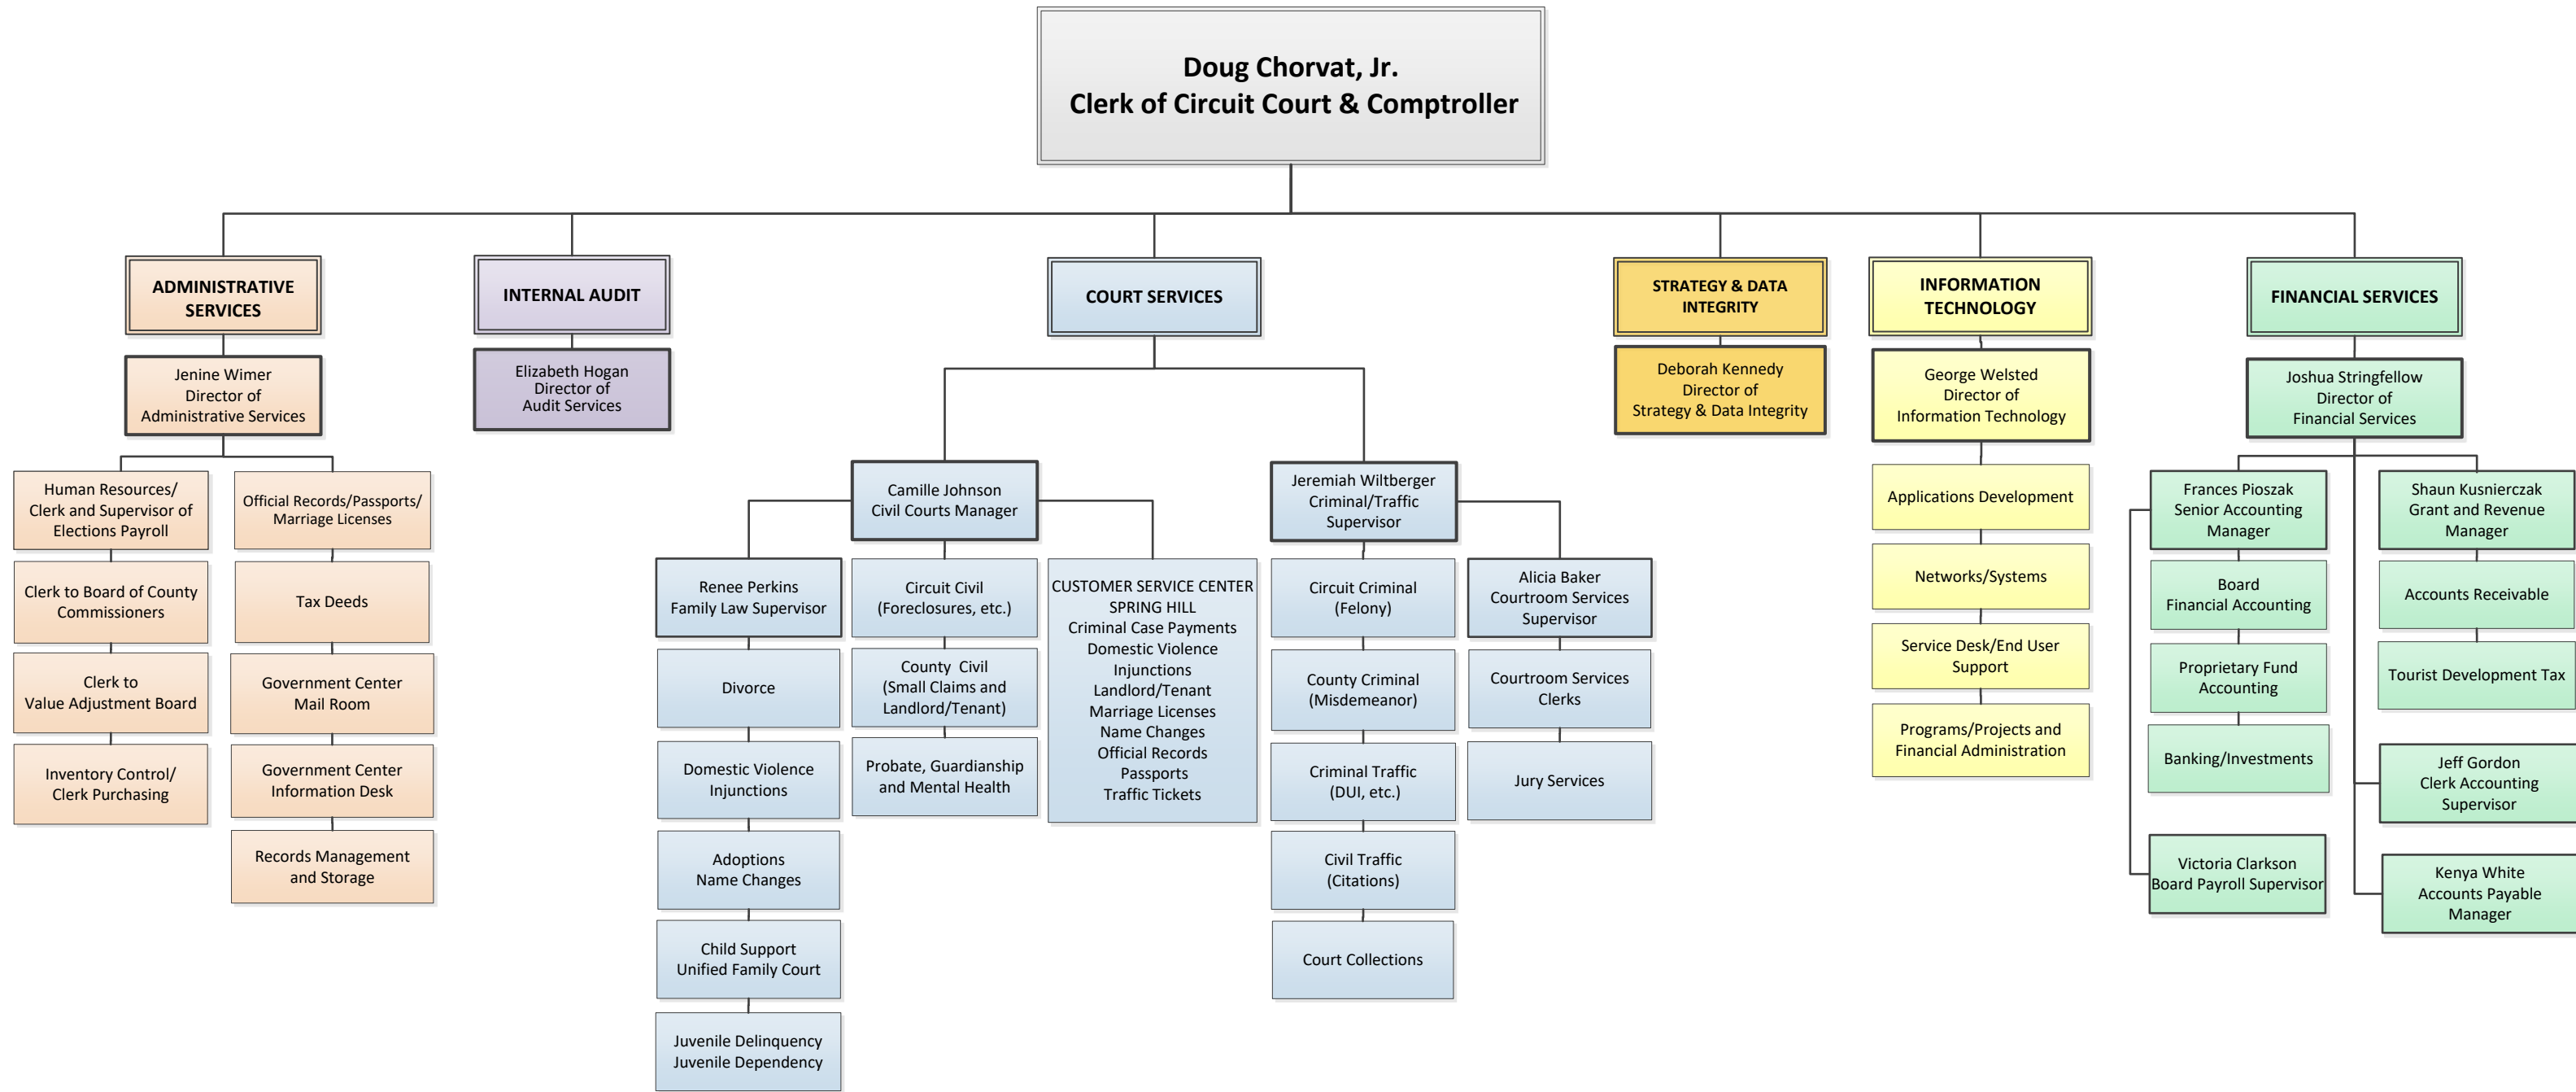 Doug Chorvat, Jr.
Clerk of Circuit Court & Comptroller
ADMINISTRATIVE
SERVICES
Jenine Wimer
Director of
Administrative Services
Human Resources/
Clerk and Supervisor of
Elections Payroll
Clerk to Board of County
Commissioners
Clerk to
Value Adjustment Board
Inventory Control/
Clerk Purchasing
Official Records/Passports/
Marriage Licenses
Tax Deeds
Government Center
Mail Room
Government Center
Information Desk
Records Management
and Storage
INTERNAL AUDIT
Elizabeth Hogan
Director of
Audit Services
COURT SERVICES
Camille Johnson
Civil Courts Manager
Renee Perkins
Family Law Supervisor
Divorce
Domestic Violence
Injunctions
Adoptions
Name Changes
Child Support
Unified Family Court
Juvenile Delinquency
Juvenile Dependency
Circuit Civil
(Foreclosures, etc.)
County  Civil
(Small Claims and
Landlord/Tenant)
Probate, Guardianship
and Mental Health
CUSTOMER SERVICE CENTER
SPRING HILL
Criminal Case Payments
Domestic Violence
Injunctions
Landlord/Tenant
Marriage Licenses
Name Changes
Official Records
Passports
Traffic Tickets
Jeremiah Wiltberger
Criminal/Traffic
Supervisor
Circuit Criminal
(Felony)
County Criminal
(Misdemeanor)
Criminal Traffic
(DUI, etc.)
Civil Traffic
(Citations)
Court Collections
Alicia Baker
Courtroom Services
Supervisor
Courtroom Services
Clerks
Jury Services
STRATEGY & DATA
INTEGRITY
Deborah Kennedy
Director of
Strategy & Data Integrity
INFORMATION
TECHNOLOGY
George Welsted
Director of
Information Technology
Applications Development
Networks/Systems
Service Desk/End User
Support
Programs/Projects and
Financial Administration
FINANCIAL SERVICES
Joshua Stringfellow
Director of
Financial Services
Frances Pioszak
Senior Accounting
Manager
Board
Financial Accounting
Proprietary Fund
Accounting
Banking/Investments
Victoria Clarkson
Board Payroll Supervisor
Shaun Kusnierczak
Grant and Revenue
Manager
Accounts Receivable
Tourist Development Tax
Jeff Gordon
Clerk Accounting
Supervisor
Kenya White
Accounts Payable
Manager